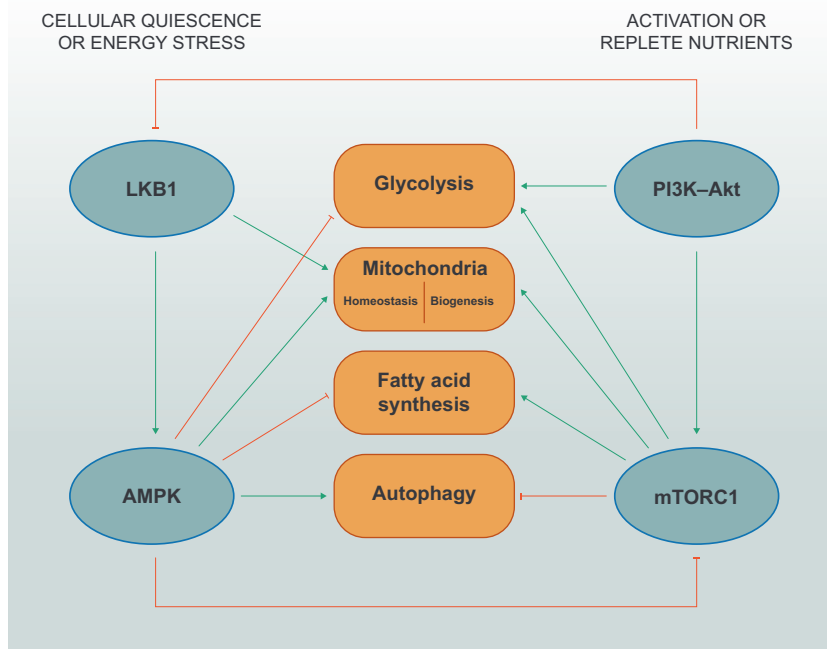 CELLULAR QUIESCENCE
OR ENERGY STRESS
ACTIVATION OR
REPLETE NUTRIENTS
LKB1
Glycolysis
PI3K–Akt
Mitochondria
Homeostasis
Biogenesis
Fatty acid
synthesis
AMPK
Autophagy
mTORC1